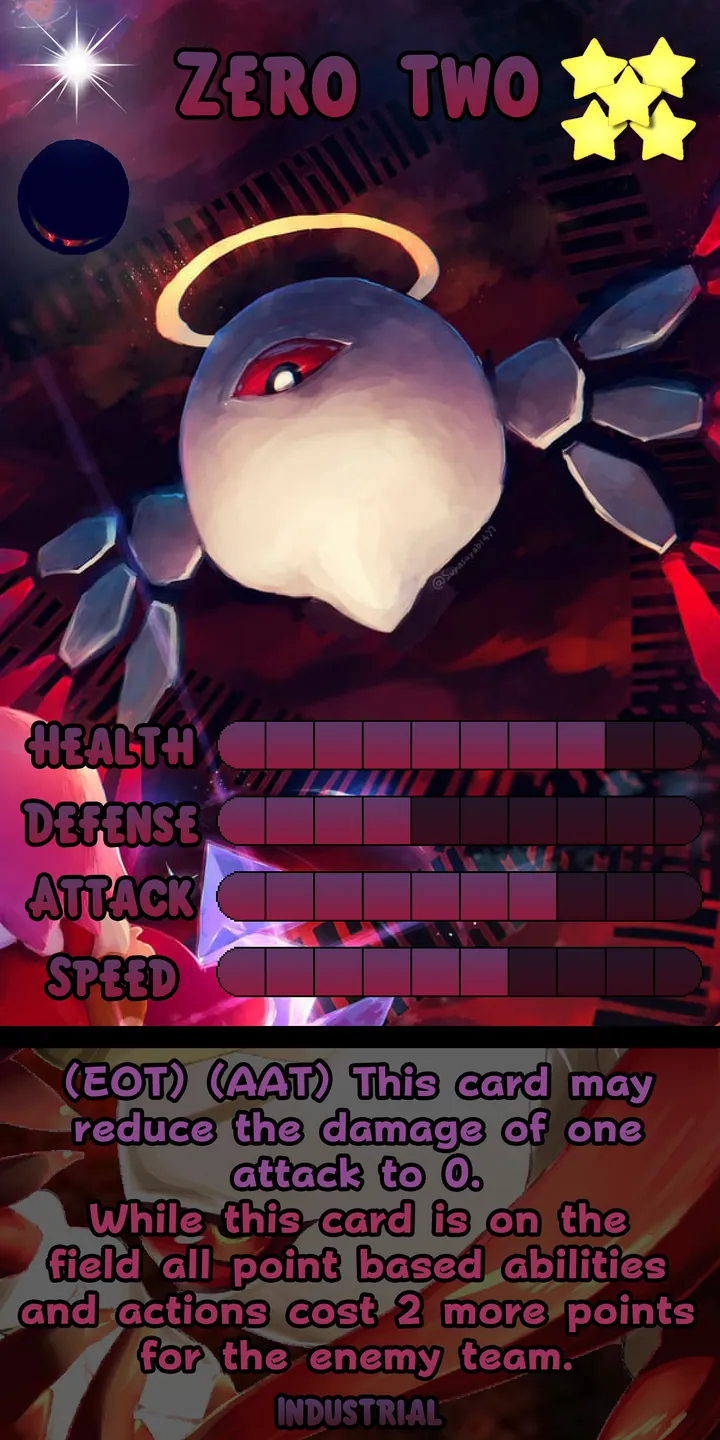 ZERO TWO
@Suyasuyabi427
HEALTH
DEFENSE
ATTACK
SPEED
(EOT) (AAT) This card may
reduce the damage of one
attack to 0.
While this card is on the
field all point based abilities
and actions cost 2 more points
for the enemy team.
INDUSTRIAL